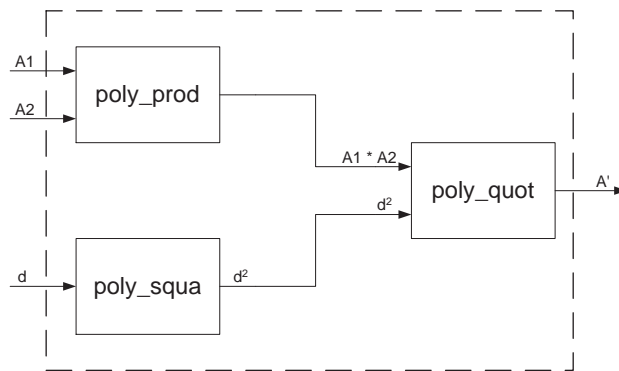 A1
poly_prod
A2
A1 * A2
poly_quot
A'
d²
d
poly_squa
d²